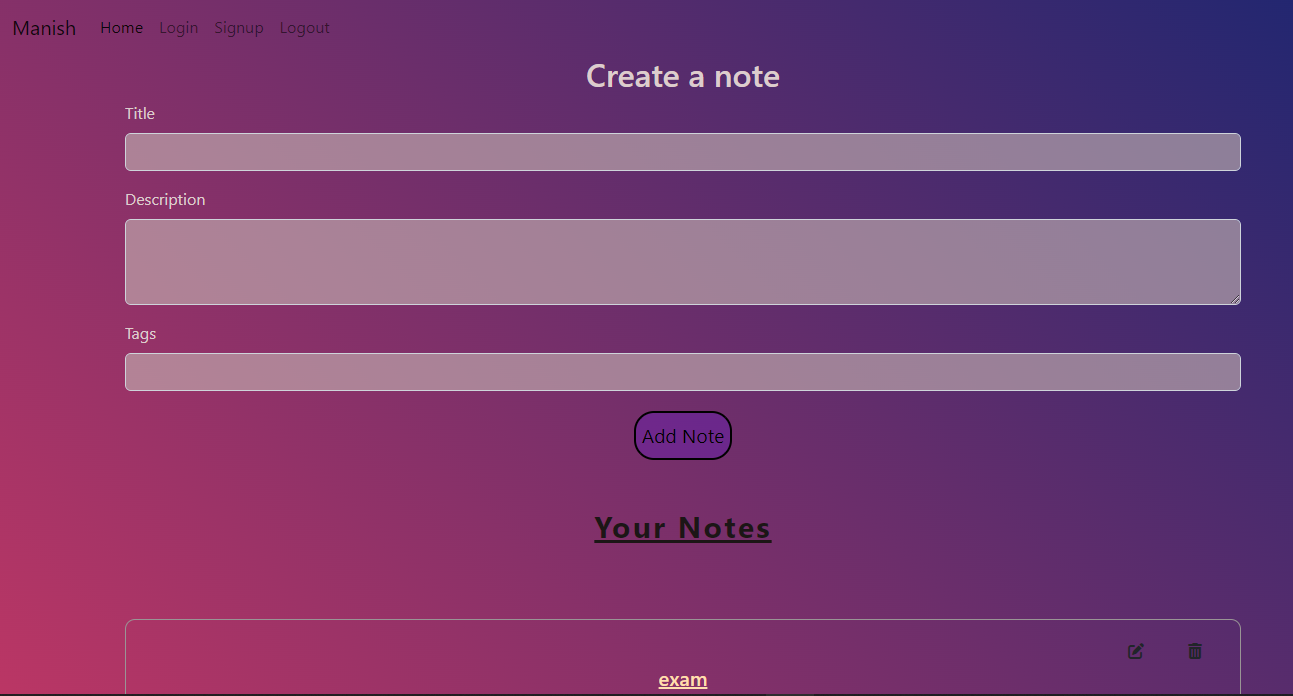 Manish Home Login Signup Logout
Create a note
Title
Description
Tags
Add Note
Your Notes
exam